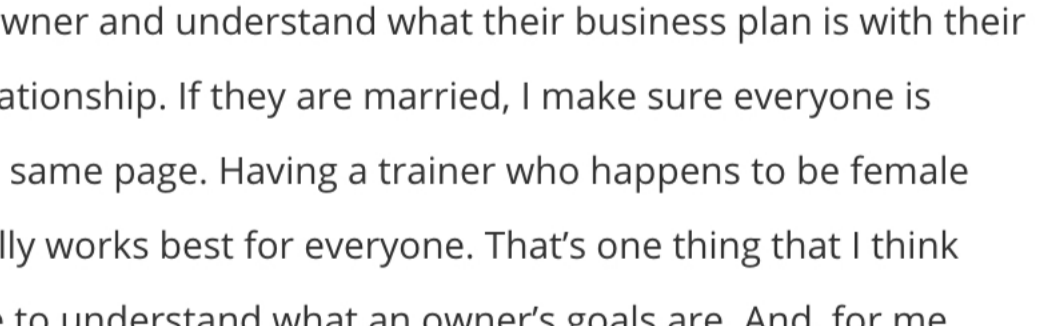 wner and understand what their business plan is with their
ationship. If they are married, I make sure everyone is
same page. Having a trainer who happens to be female
lly works best for everyone. That’s one thing that I think
to understand what an owner’s goals are. And, for me